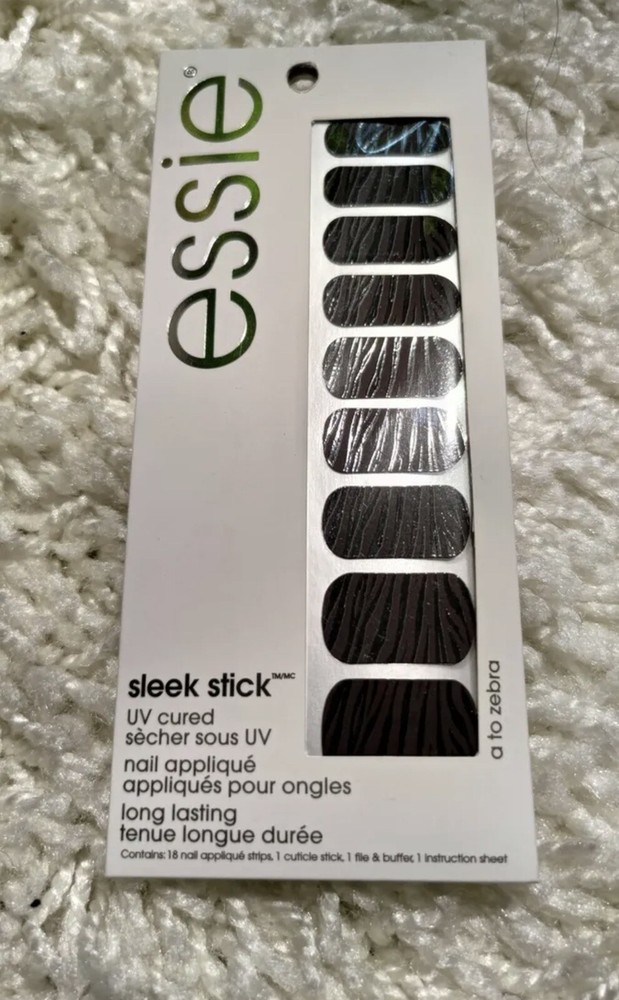 essie®
sleek stick™/MC
UV cured
sècher sous UV
nail appliqué
appliqués pour ongles
long lasting
tenue longue durée
Contains: 18 nail appliqué strips, 1 cuticle stick, 1 file & buffer, 1 instruction sheet
a to zebra